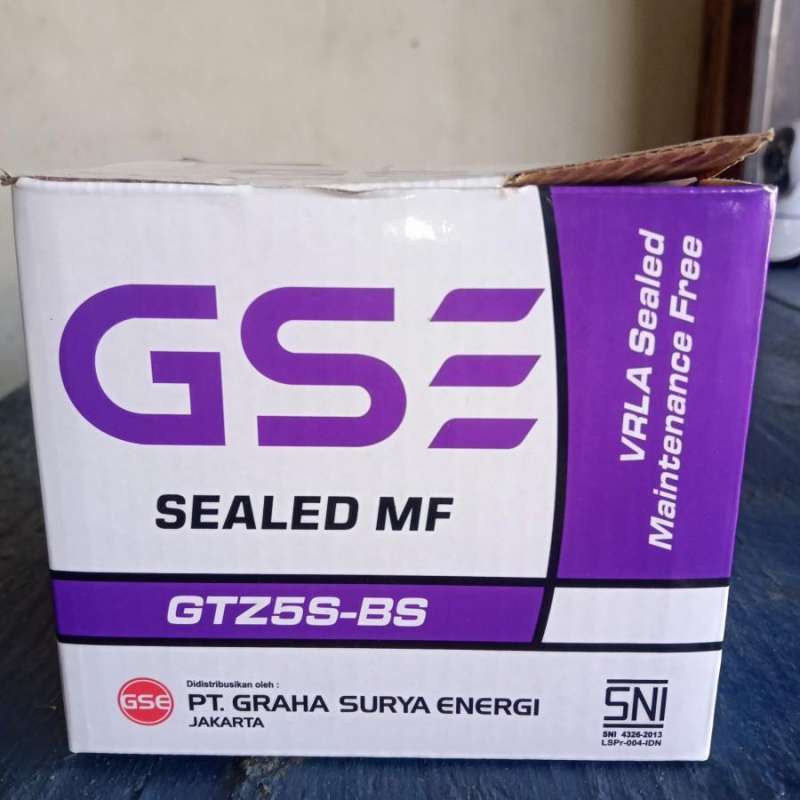 GSE
SEALED MF
GTZ5S-BS
VRLA Sealed
Maintenance Free
GSE
Didistribusikan oleh :
PT. GRAHA SURYA ENERGI
JAKARTA
SNI
SNI 4326-2013
LSPr-004-IDN